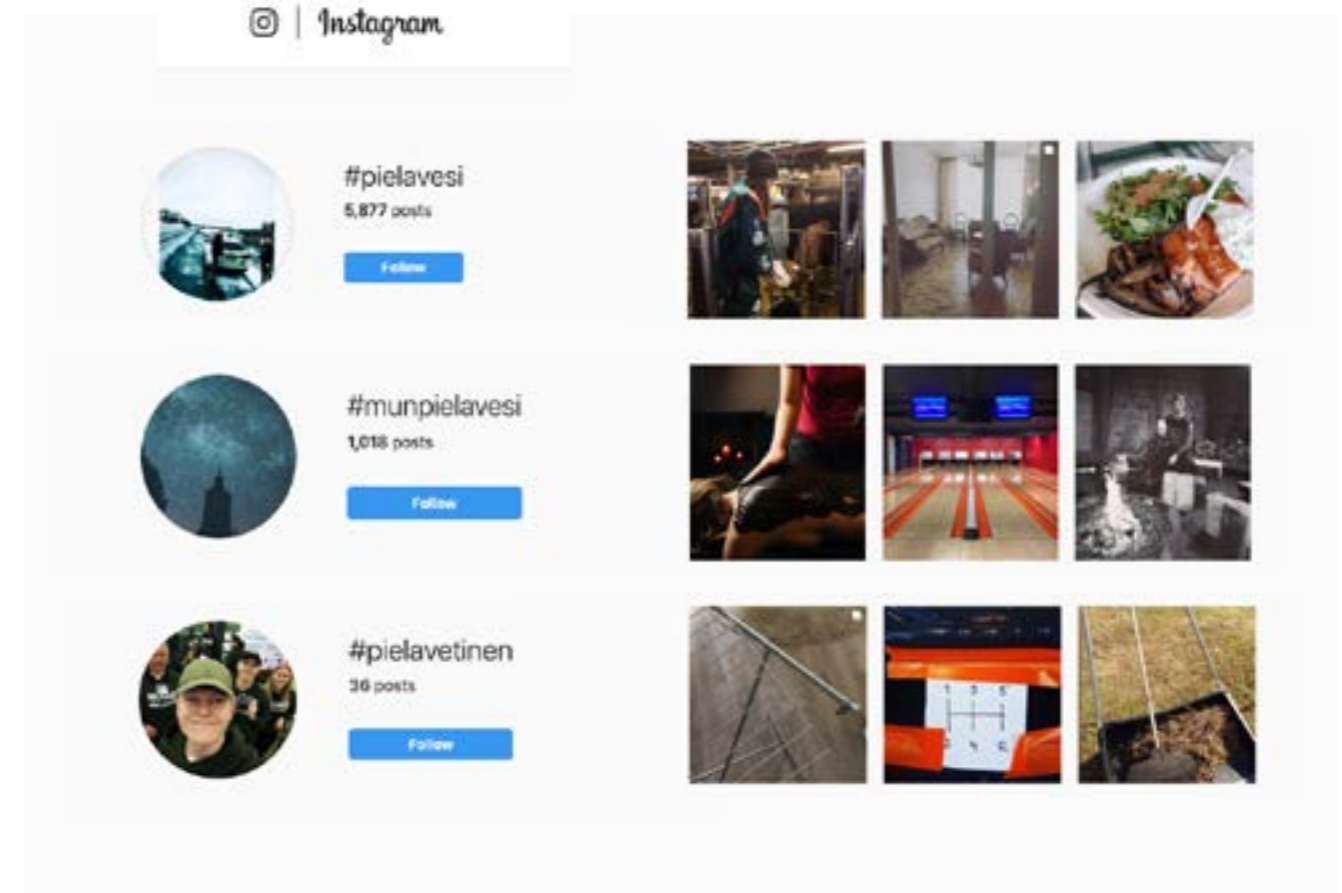 Instagram
#pielavesi
5,877 posts
Follow
#munpielavesi
1,018 posts
Follow
#pielavetinen
36 posts
Follow
1 3 5
4 6